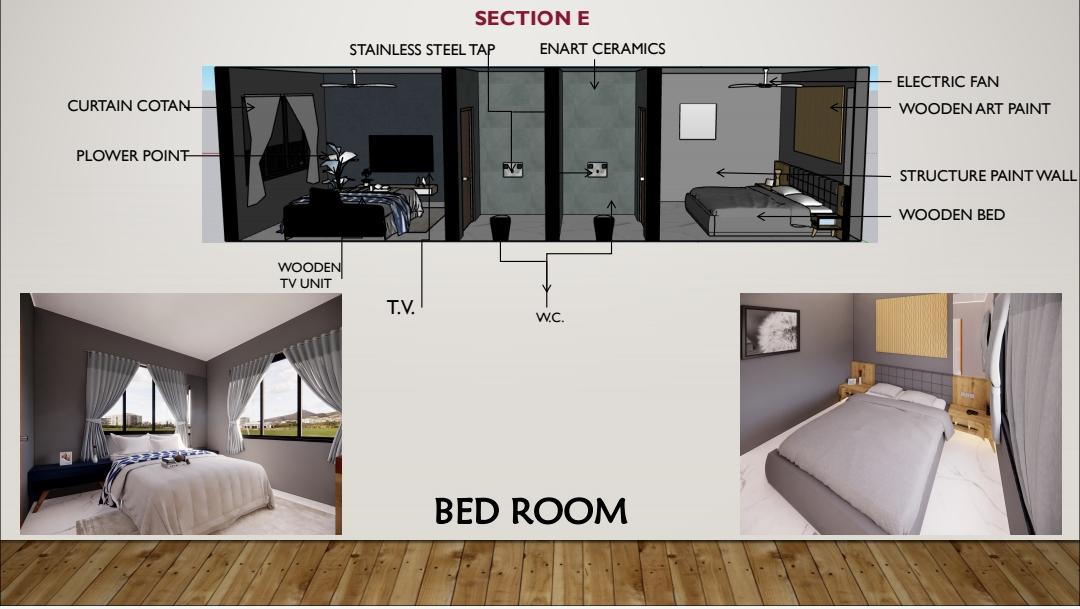 SECTION E
STAINLESS STEEL TAP
ENART CERAMICS
CURTAIN COTAN
PLOWER POINT
ELECTRIC FAN
WOODEN ART PAINT
STRUCTURE PAINT WALL
WOODEN BED
WOODEN
TV UNIT
T.V.
W.C.
BED ROOM